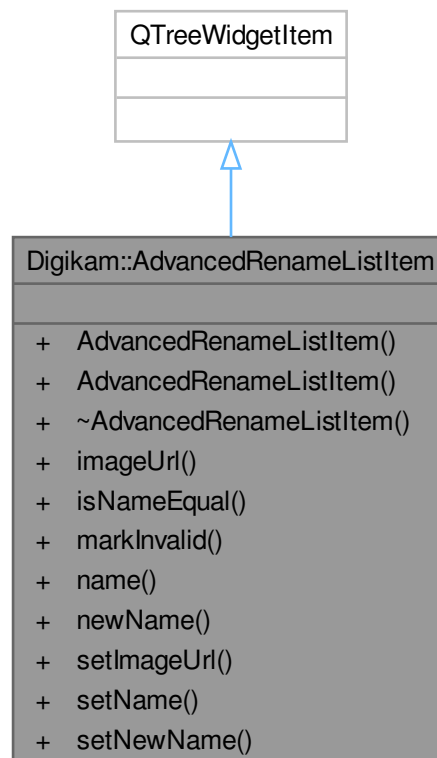 QTreeWidgetItem
Digikam::AdvancedRenameListItem
+ AdvancedRenameListItem()
+ AdvancedRenameListItem()
+ ~AdvancedRenameListItem()
+ imageUrl()
+ isNameEqual()
+ markInvalid()
+ name()
+ newName()
+ setImageUrl()
+ setName()
+ setNewName()